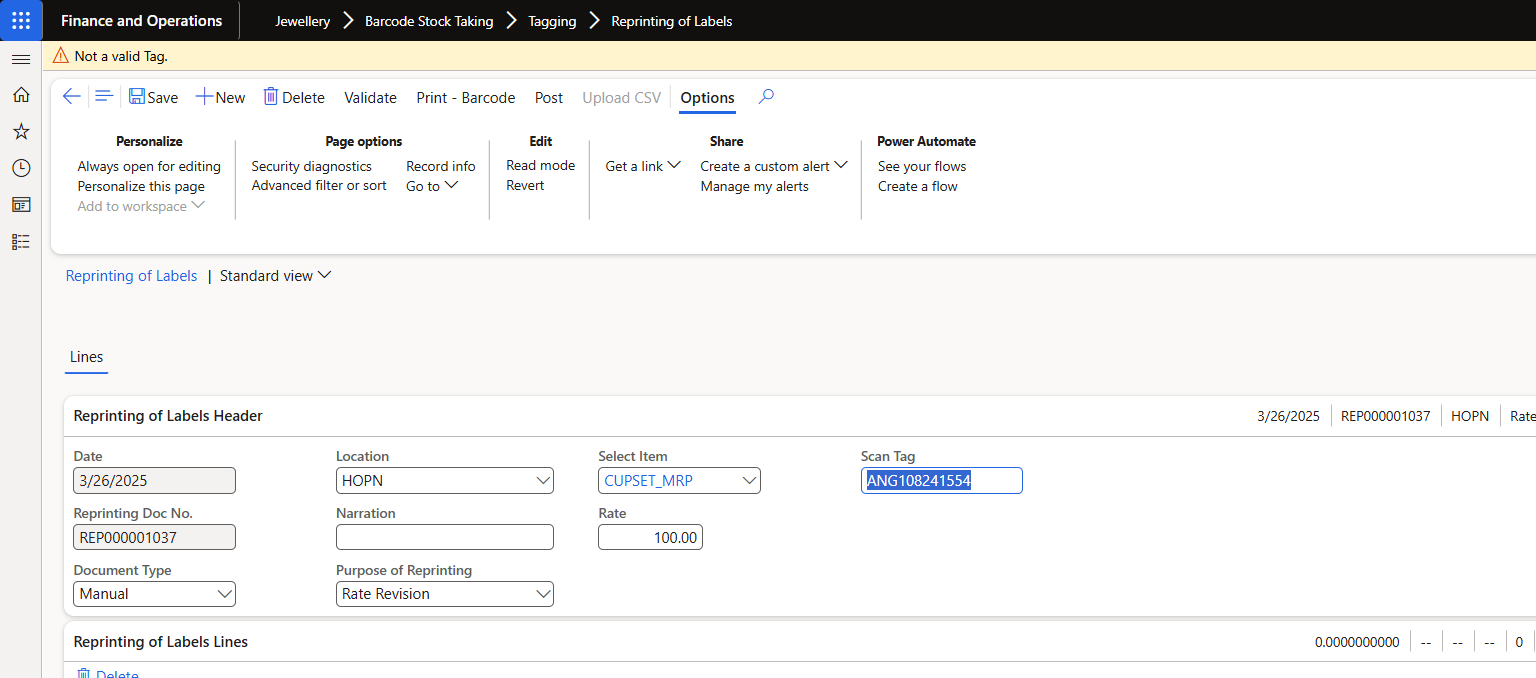 Finance and Operations Jewellery Barcode Stock Taking Tagging Reprinting of Labels
Not a valid Tag.
Save New Delete Validate Print - Barcode Post Upload CSV Options
Personalize Page options Edit Share Power Automate
Always open for editing Security diagnostics Record info Read mode Get a link Create a custom alert See your flows
Personalize this page Advanced filter or sort Go to Revert Manage my alerts Create a flow
Add to workspace
Reprinting of Labels | Standard view
Lines
Reprinting of Labels Header 3/26/2025 REP000001037 HOPN Rate
Date Location Select Item Scan Tag
3/26/2025 HOPN CUPSET_MRP ANG108241554
Reprinting Doc No. Narration Rate
REP000001037 100.00
Document Type Purpose of Reprinting
Manual Rate Revision
Reprinting of Labels Lines 0.0000000000 -- -- -- 0
Delete